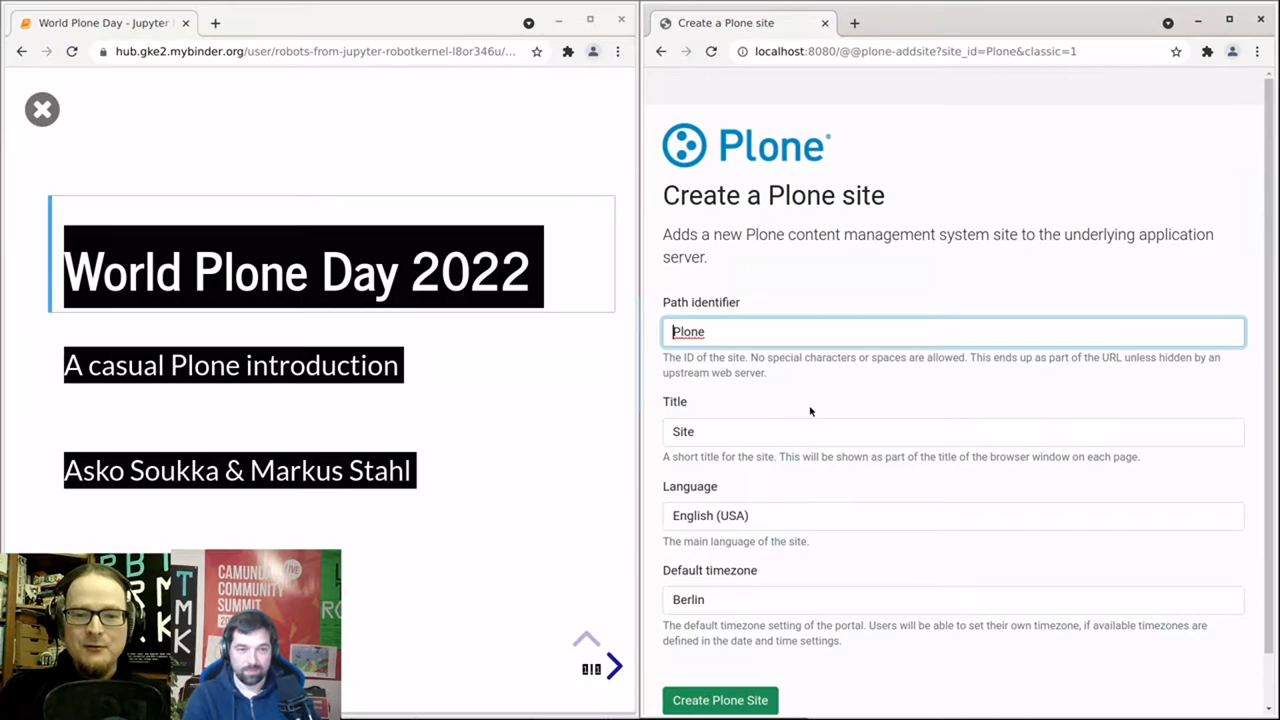 World Plone Day - Jupyter
hub.gke2.mybinder.org/user/robots-from-jupyter-robotkernel-l8or346u/...
World Plone Day 2022
A casual Plone introduction
Asko Soukka & Markus Stahl
CAMUNDA
COMMUNITY
SUMMIT
LIVE
TMK
Create a Plone site
localhost:8080/@@plone-addsite?site_id=Plone&classic=1
Plone®
Create a Plone site
Adds a new Plone content management system site to the underlying application
server.
Path identifier
Plone
The ID of the site. No special characters or spaces are allowed. This ends up as part of the URL unless hidden by an
upstream web server.
Title
Site
A short title for the site. This will be shown as part of the title of the browser window on each page.
Language
English (USA)
The main language of the site.
Default timezone
Berlin
The default timezone setting of the portal. Users will be able to set their own timezone, if available timezones are
defined in the date and time settings.
Create Plone Site